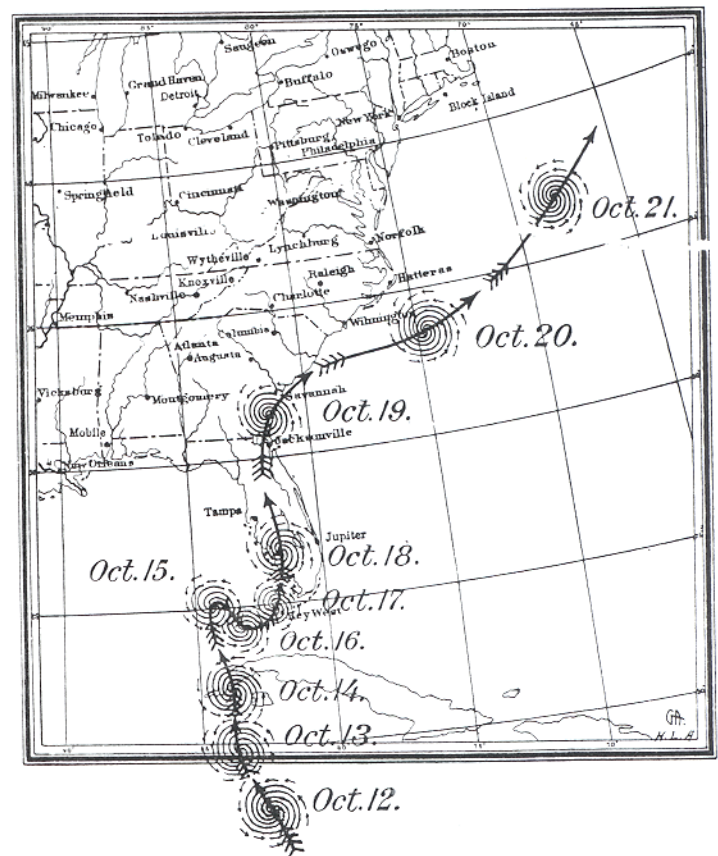 Saugeen
Oswego
Boston
Grand Haven
Buffalo
Milwaukee
Detroit
Block Island
Chicago
New York
Toledo
Cleveland
Pittsburg
Philadelphia
Springfield
Cincinnati
Washington
Oct. 21.
Louisville
Lynchburg
Norfolk
Wytheville
Raleigh
Hatteras
Knoxville
Nashville
Charlotte
Memphis
Wilmington
Columbia
Oct. 20.
Atlanta
Augusta
Vicksburg
Montgomery
Savannah
Oct. 19.
Mobile
Jacksonville
New Orleans
Tampa
Jupiter
Oct. 15.
Oct. 18.
Oct. 17.
Key West
Oct. 16.
Oct. 14.
Oct. 13.
H.L.A.
Oct. 12.